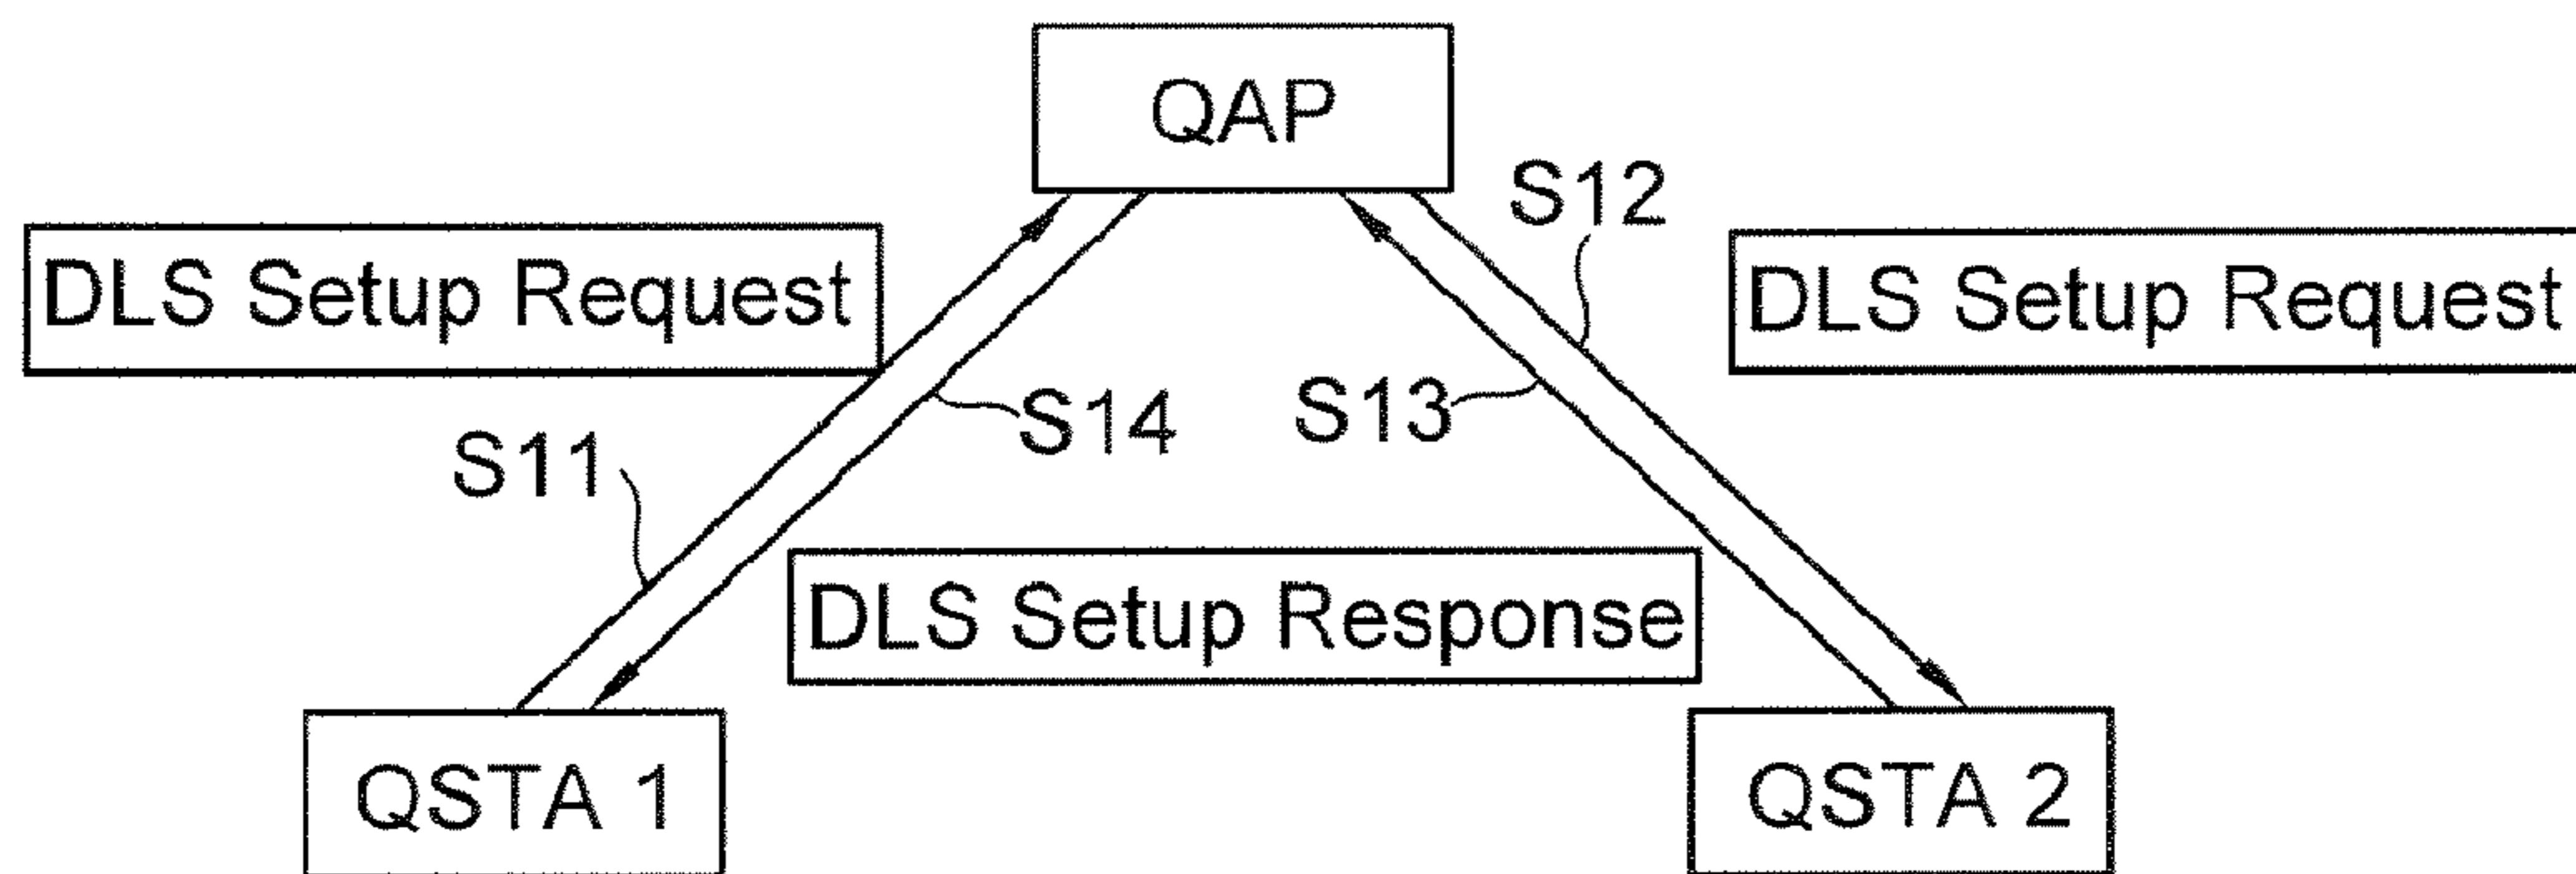 QAP
S12
DLS Setup Request
DLS Setup Request
S14
S13
S11
DLS Setup Response
QSTA 1
QSTA 2